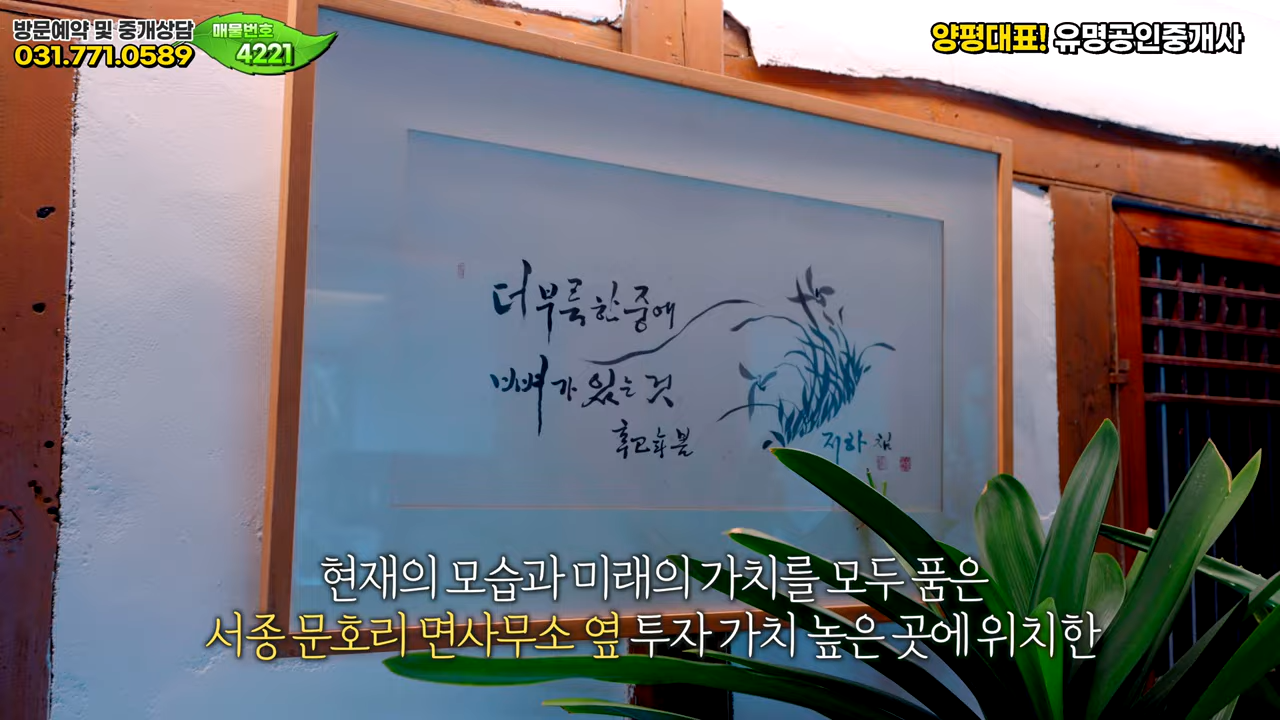 방문예약 및 중개상담
031.771.0589
매물번호
4221
양평대표! 유명공인중개사
더부룩한 중에
뼈가 있는 것
지하
현재의 모습과 미래의 가치를 모두 품은
서종 문호리 면사무소 옆 투자 가치 높은 곳에 위치한